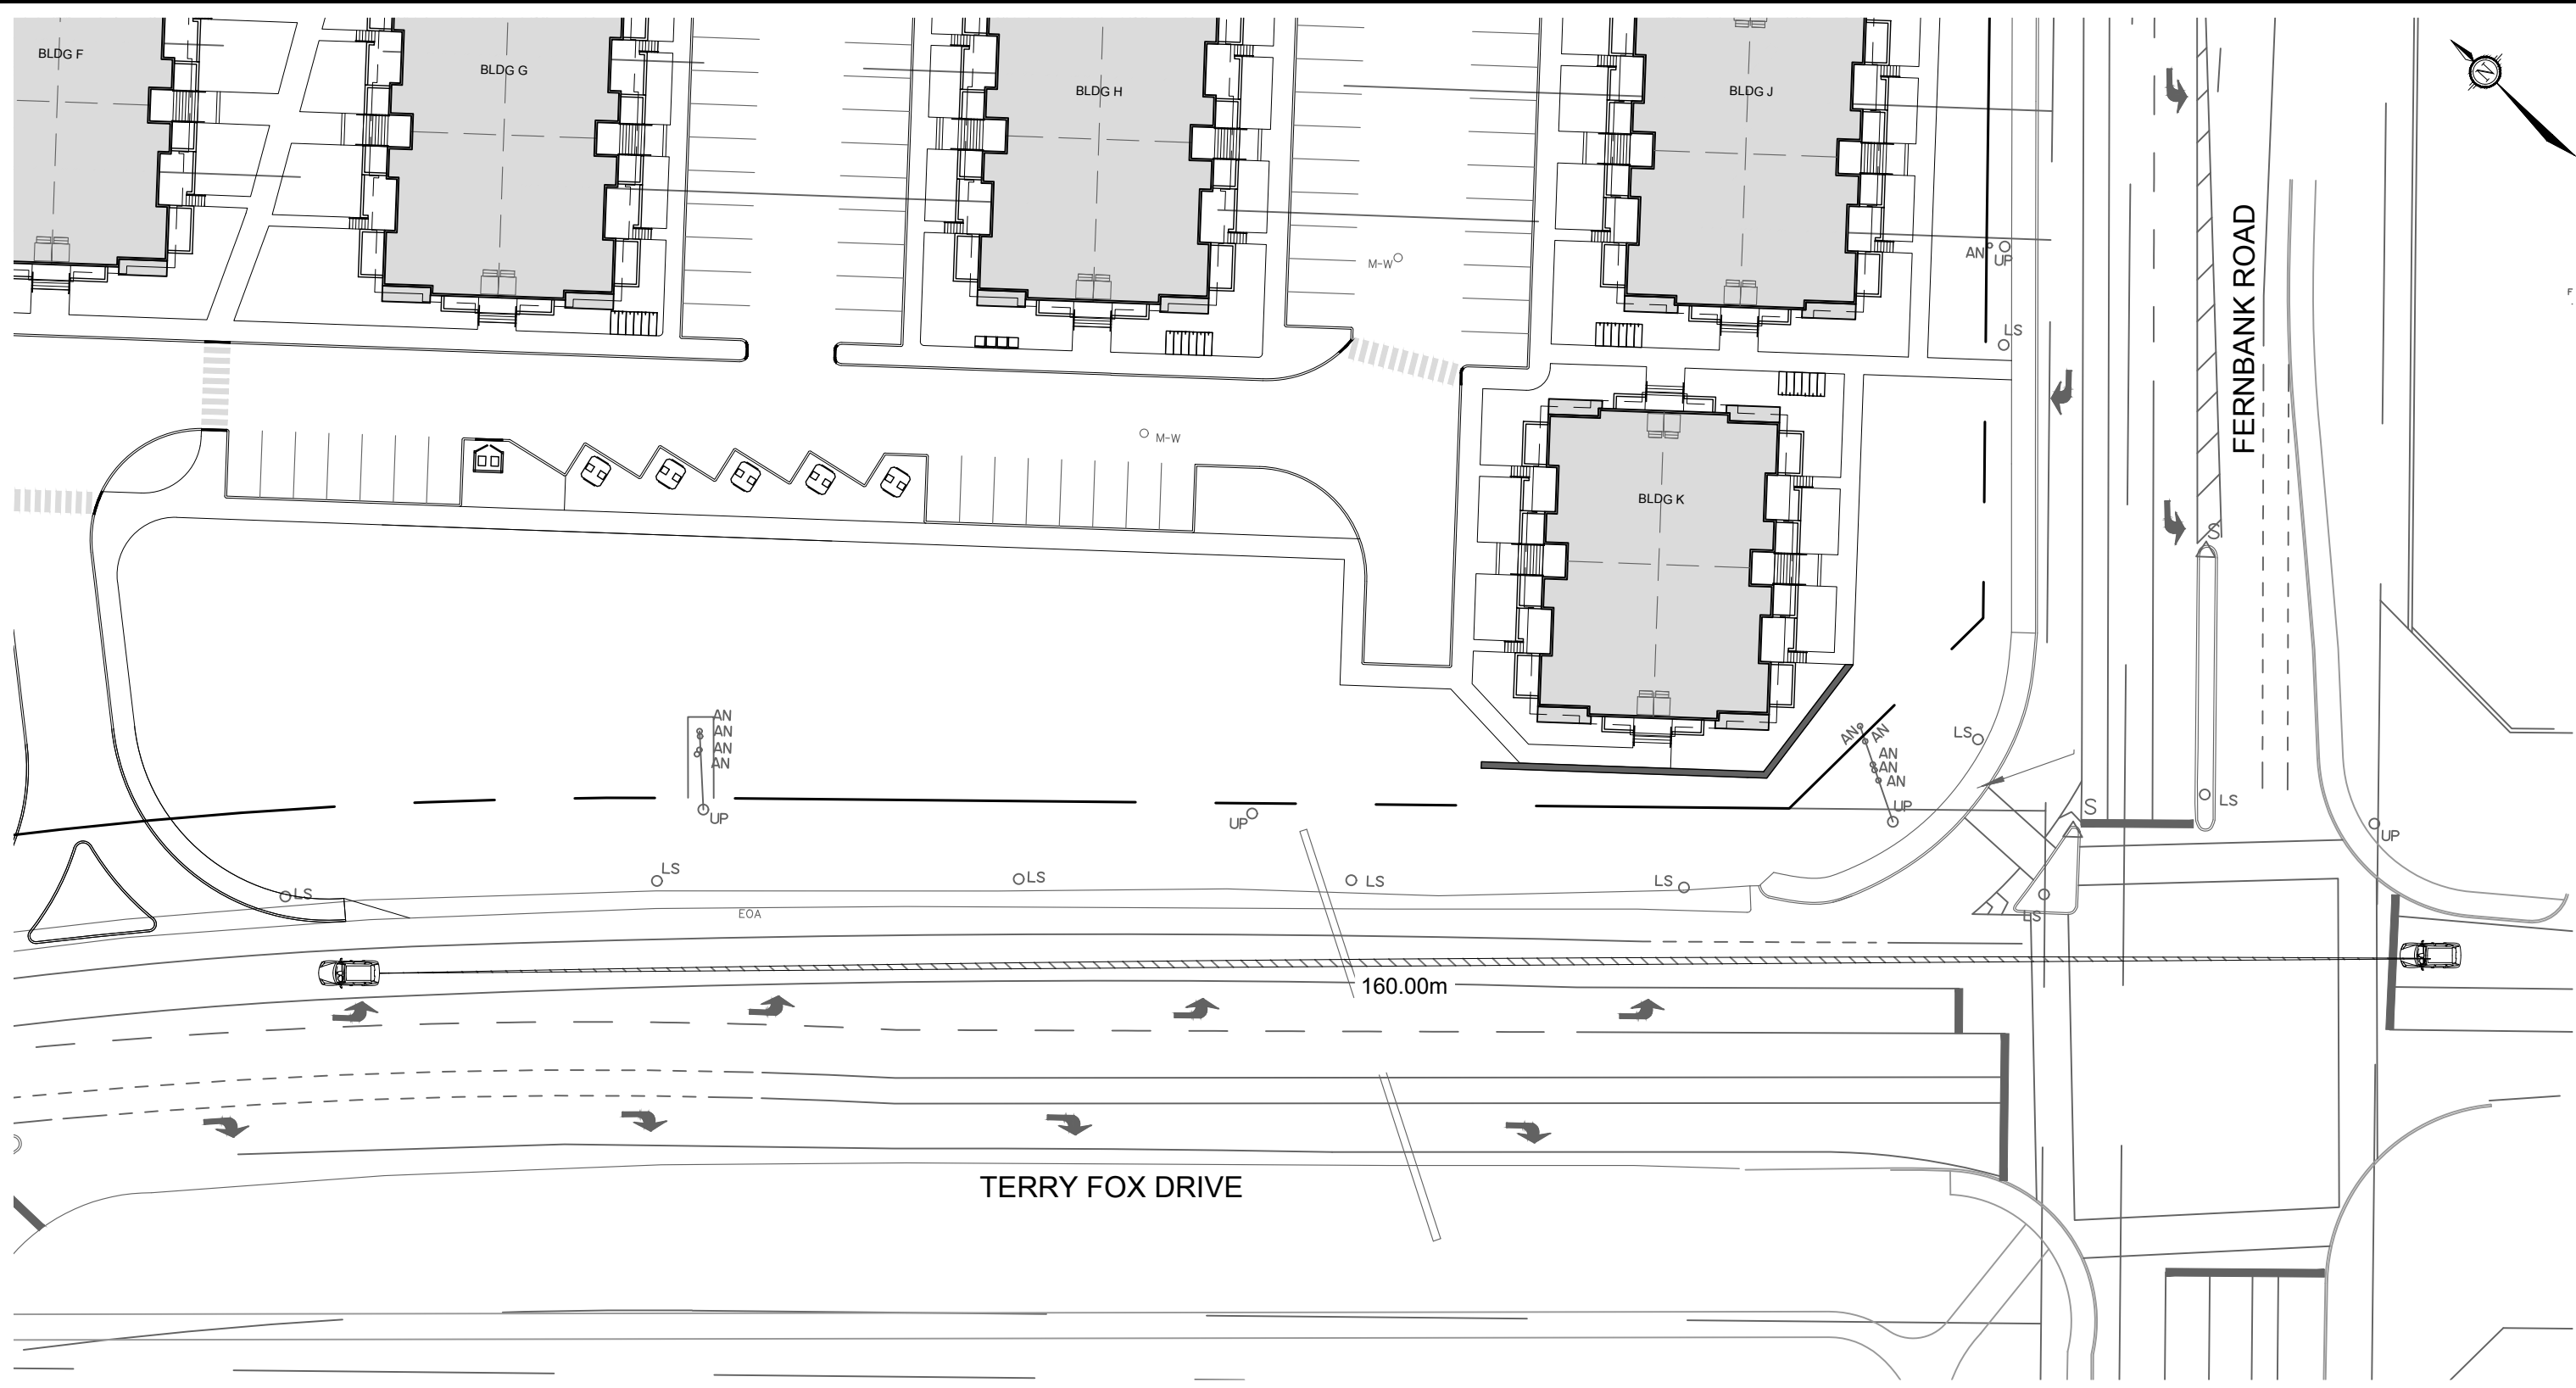 BLDG F
BLDG G
BLDG H
BLDG J
N
FERNBANK ROAD
AN
UP
M-W
F
LS
M-W
BLDG K
S
AN
AN
AN
AN
UP
UP
AN
AN
AN
AN
AN
UP
LS
S
LS
UP
LS
LS
LS
LS
LS
LS
EOA
160.00m
TERRY FOX DRIVE